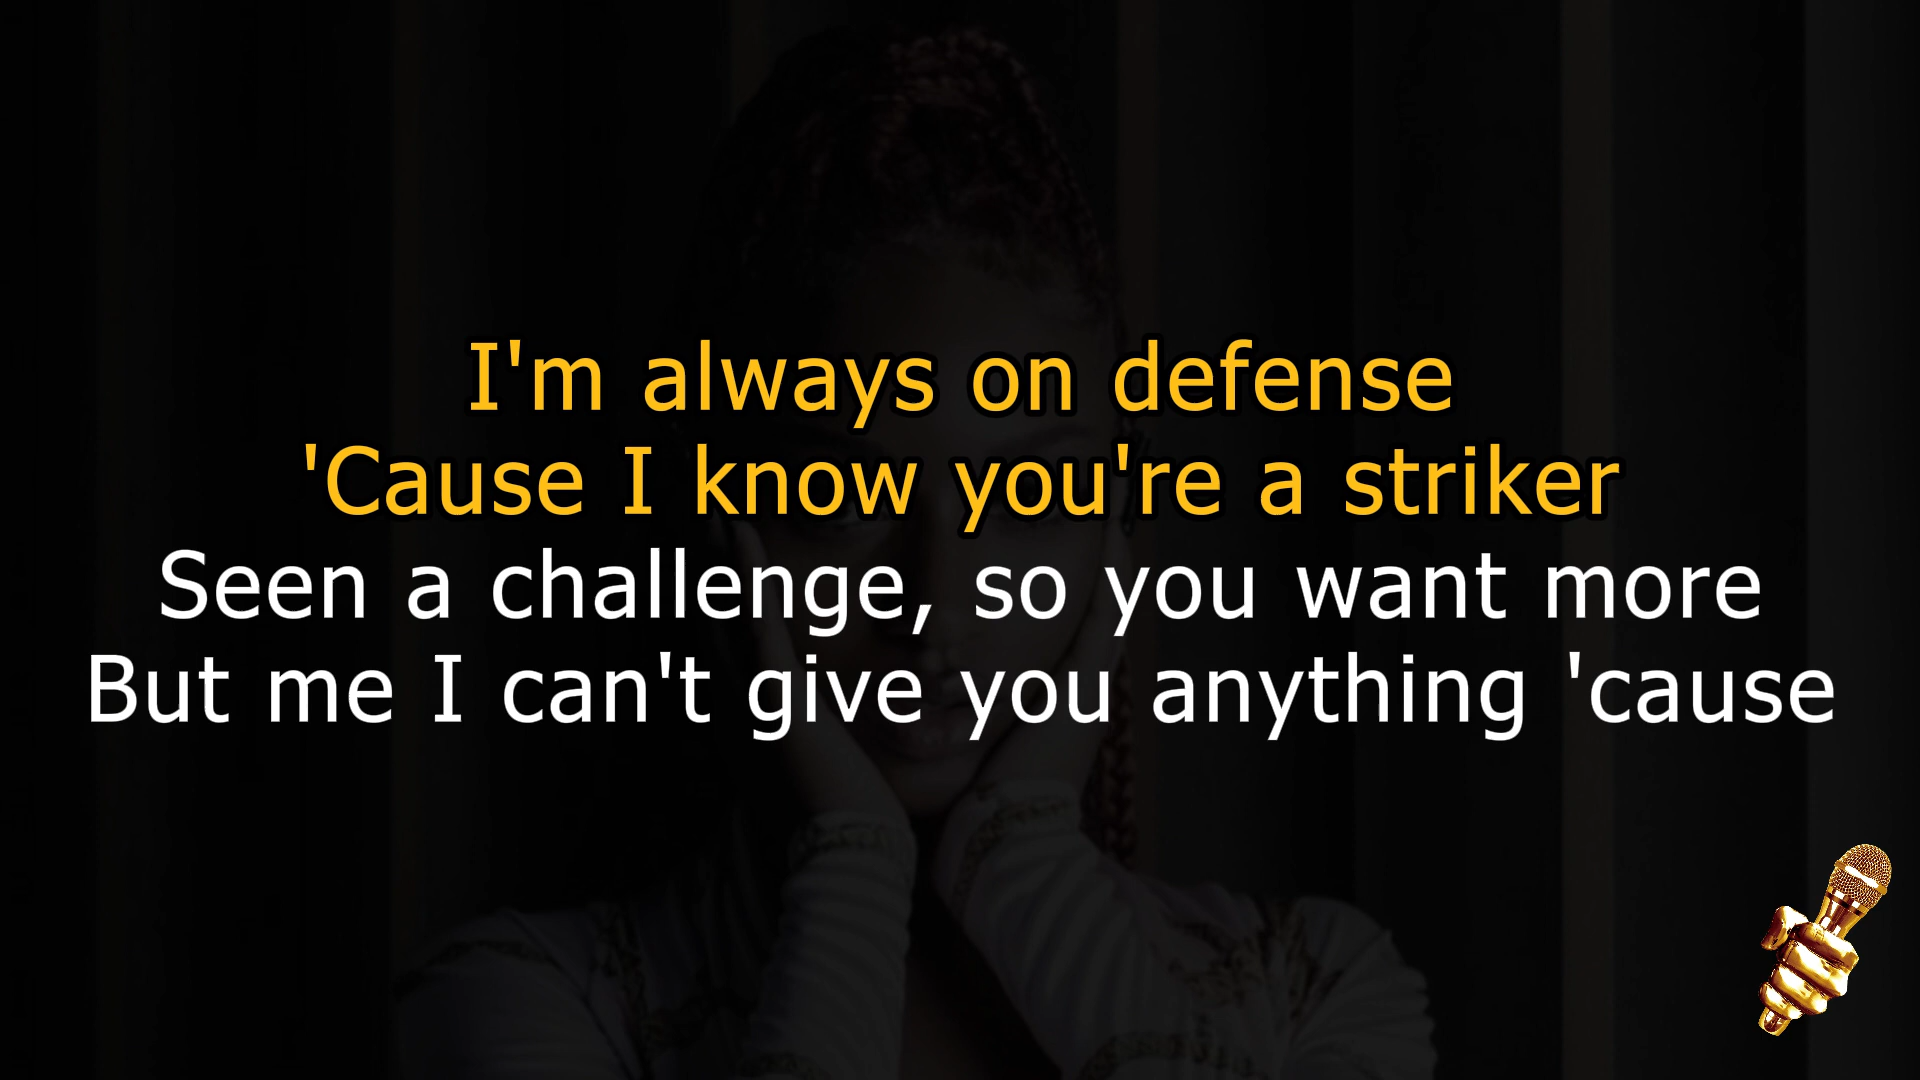 I'm always on defense
'Cause I know you're a striker
Seen a challenge, so you want more
But me I can't give you anything 'cause